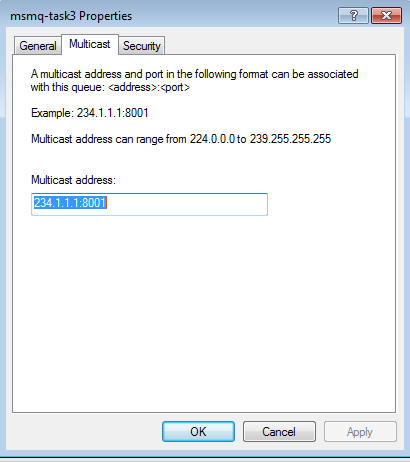 msmq-task3 Properties
General Multicast Security
A multicast address and port in the following format can be associated
with this queue: <address>:<port>
Example: 234.1.1.1:8001
Multicast address can range from 224.0.0.0 to 239.255.255.255
Multicast address:
234.1.1.1:8001
OK Cancel Apply